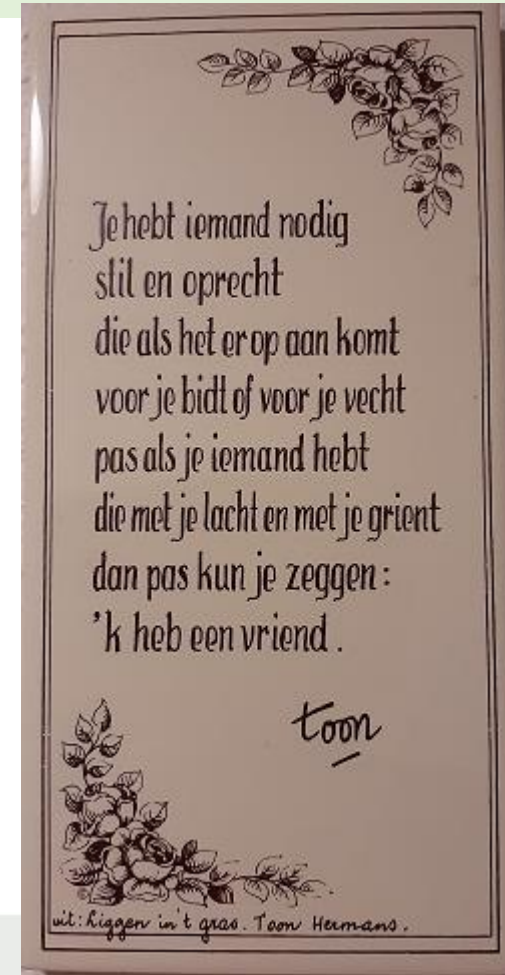 Je hebt iemand nodig
stil en oprecht
die als het er op aan komt
voor je bidt of voor je vecht
pas als je iemand hebt
die met je lacht en met je grient
dan pas kun je zeggen:
'k heb een vriend.
toon
©
uit: Liggen in 't gras. Toon Hermans.